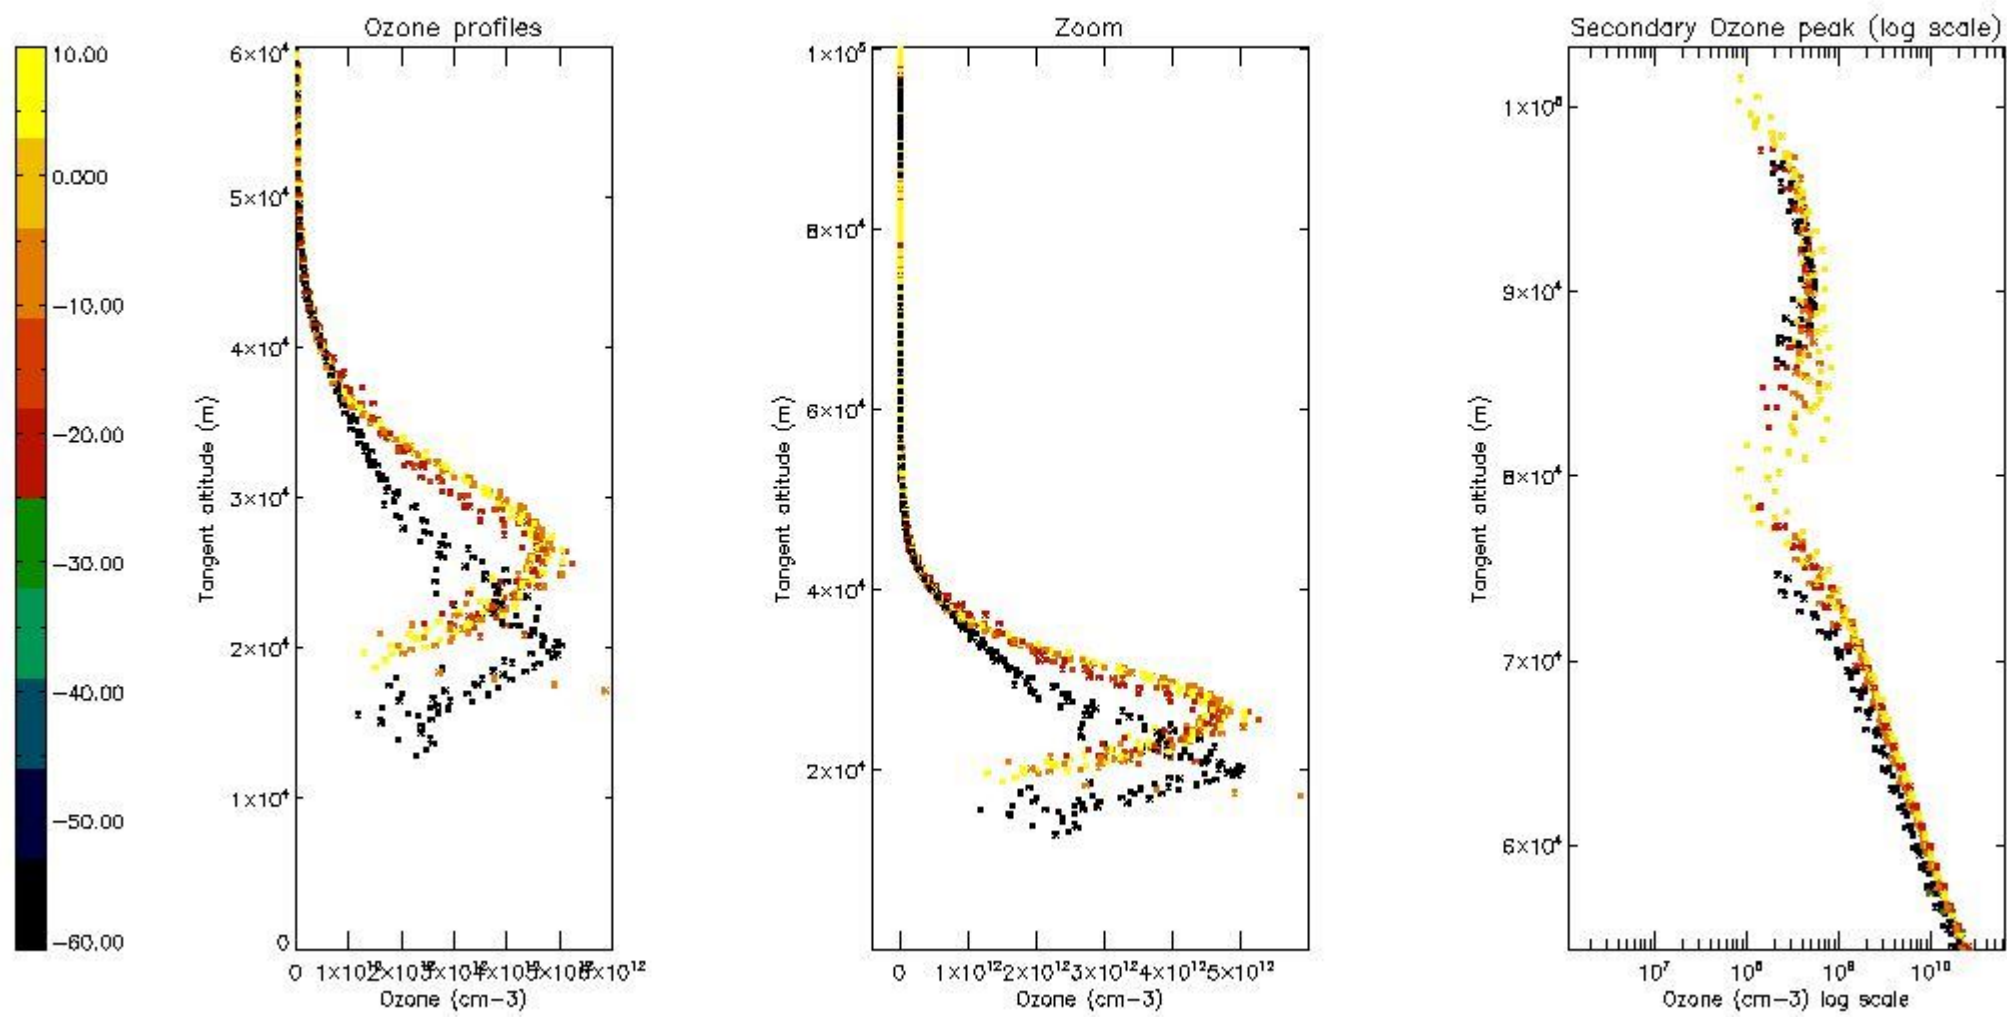 Ozone profiles
Zoom
Secondary Ozone peak (log scale)
10.00
0.000
−10.00
−20.00
−30.00
−40.00
−50.00
−60.00
6×10⁴
5×10⁴
4×10⁴
3×10⁴
2×10⁴
1×10⁴
0
Tangent altitude (m)
0
Ozone (cm−3)
1×10⁵
8×10⁴
6×10⁴
4×10⁴
2×10⁴
Tangent altitude (m)
0 1×10¹² 2×10¹² 3×10¹² 4×10¹² 5×10¹²
Ozone (cm−3)
9×10⁴
8×10⁴
7×10⁴
6×10⁴
Tangent altitude (m)
10⁷ 10⁸ 10⁹ 10¹⁰
Ozone (cm−3) log scale